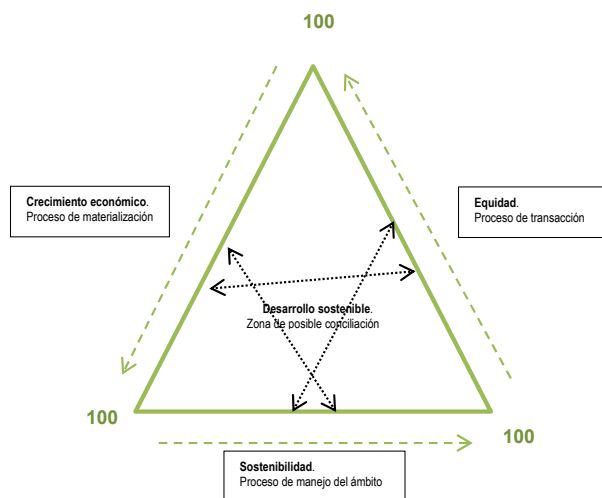 100
Crecimiento económico.
Proceso de materialización
Equidad.
Proceso de transacción
Desarrollo sostenible.
Zona de posible conciliación
100
100
Sostenibilidad.
Proceso de manejo del ámbito